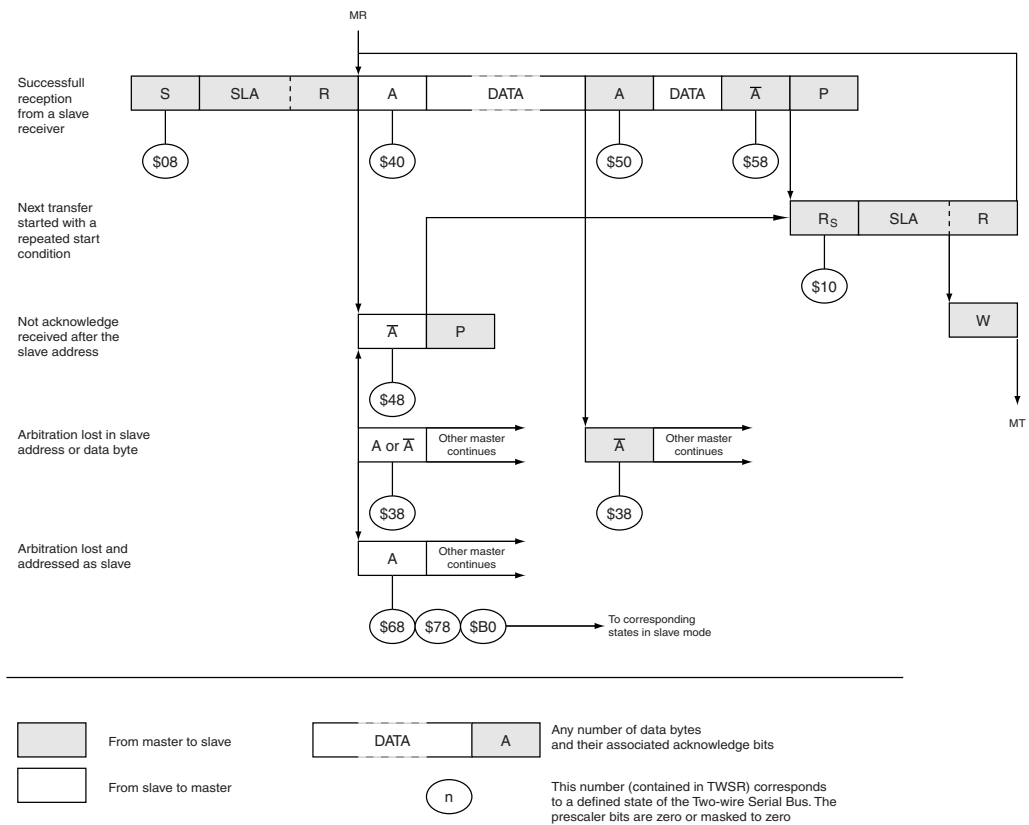 MR
Successfull
reception
from a slave
receiver
S SLA R A DATA A DATA A̅ P
$08 $40 $50 $58
Next transfer
started with a
repeated start
condition
RS SLA R
$10
Not acknowledge
received after the
slave address
A̅ P
W
$48
MT
Arbitration lost in slave
address or data byte
A or A̅
Other master
continues
A̅
Other master
continues
$38 $38
Arbitration lost and
addressed as slave
A
Other master
continues
$68 $78 $B0
To corresponding
states in slave mode
From master to slave
DATA A
Any number of data bytes
and their associated acknowledge bits
From slave to master
n
This number (contained in TWSR) corresponds
to a defined state of the Two-wire Serial Bus. The
prescaler bits are zero or masked to zero